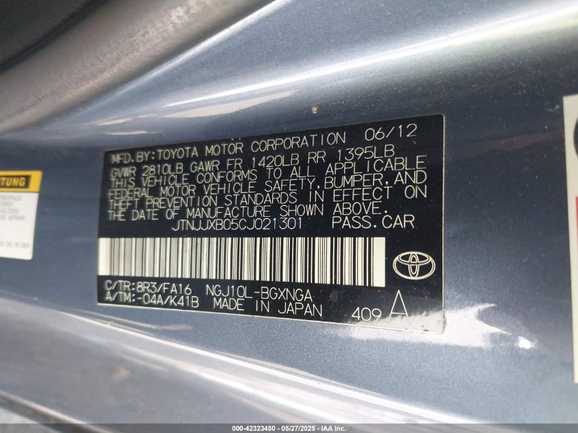 MFD. BY: TOYOTA MOTOR CORPORATION 06/12
GVWR 2810LB GAWR FR 1420LB RR 1395LB
THIS VEHICLE CONFORMS TO ALL APPLICABLE
FEDERAL MOTOR VEHICLE SAFETY, BUMPER, AND
THEFT PREVENTION STANDARDS IN EFFECT ON
THE DATE OF MANUFACTURE SHOWN ABOVE.
JTNJJXB05CJ021301 PASS. CAR
C/TR: 8R3/FA16 NGJ10L-BGXNGA
A/TM: -04A/K41B MADE IN JAPAN 409 A
000-42323480 - 05/27/2025 - IAA Inc.